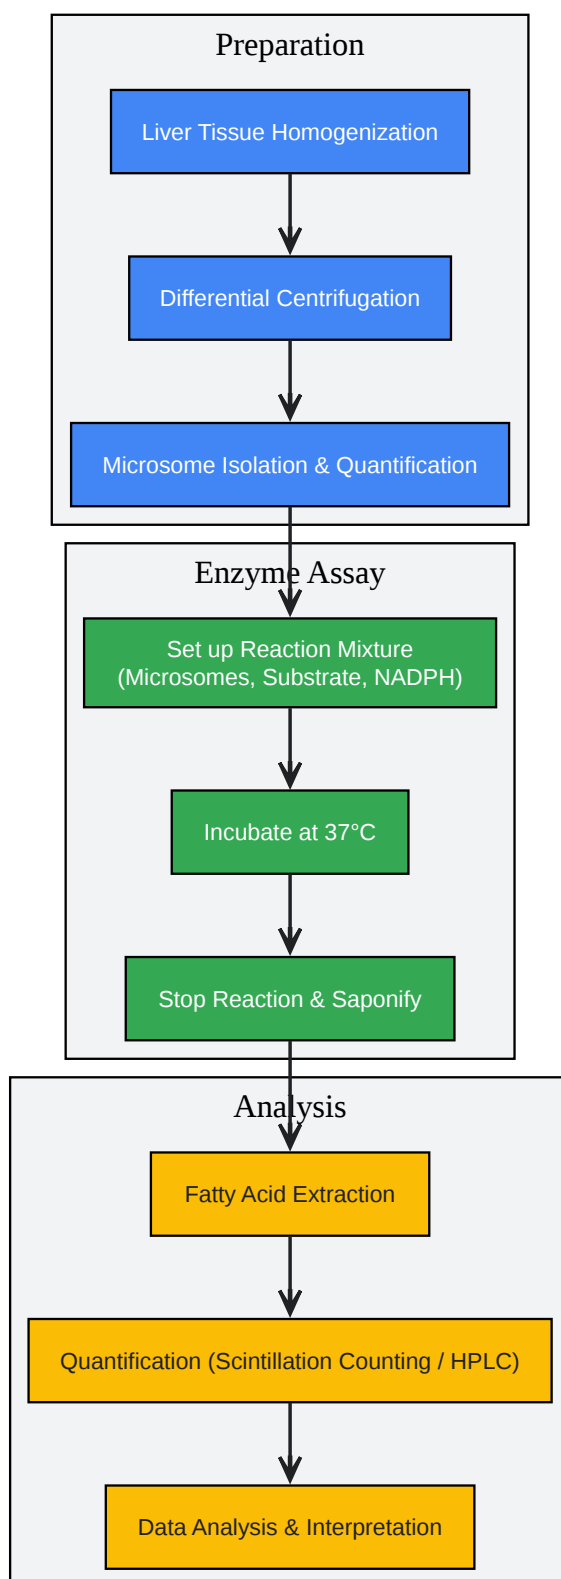 Preparation
Liver Tissue Homogenization
Differential Centrifugation
Microsome Isolation & Quantification
Enzyme Assay
Set up Reaction Mixture
(Microsomes, Substrate, NADPH)
Incubate at 37°C
Stop Reaction & Saponify
Analysis
Fatty Acid Extraction
Quantification (Scintillation Counting / HPLC)
Data Analysis & Interpretation